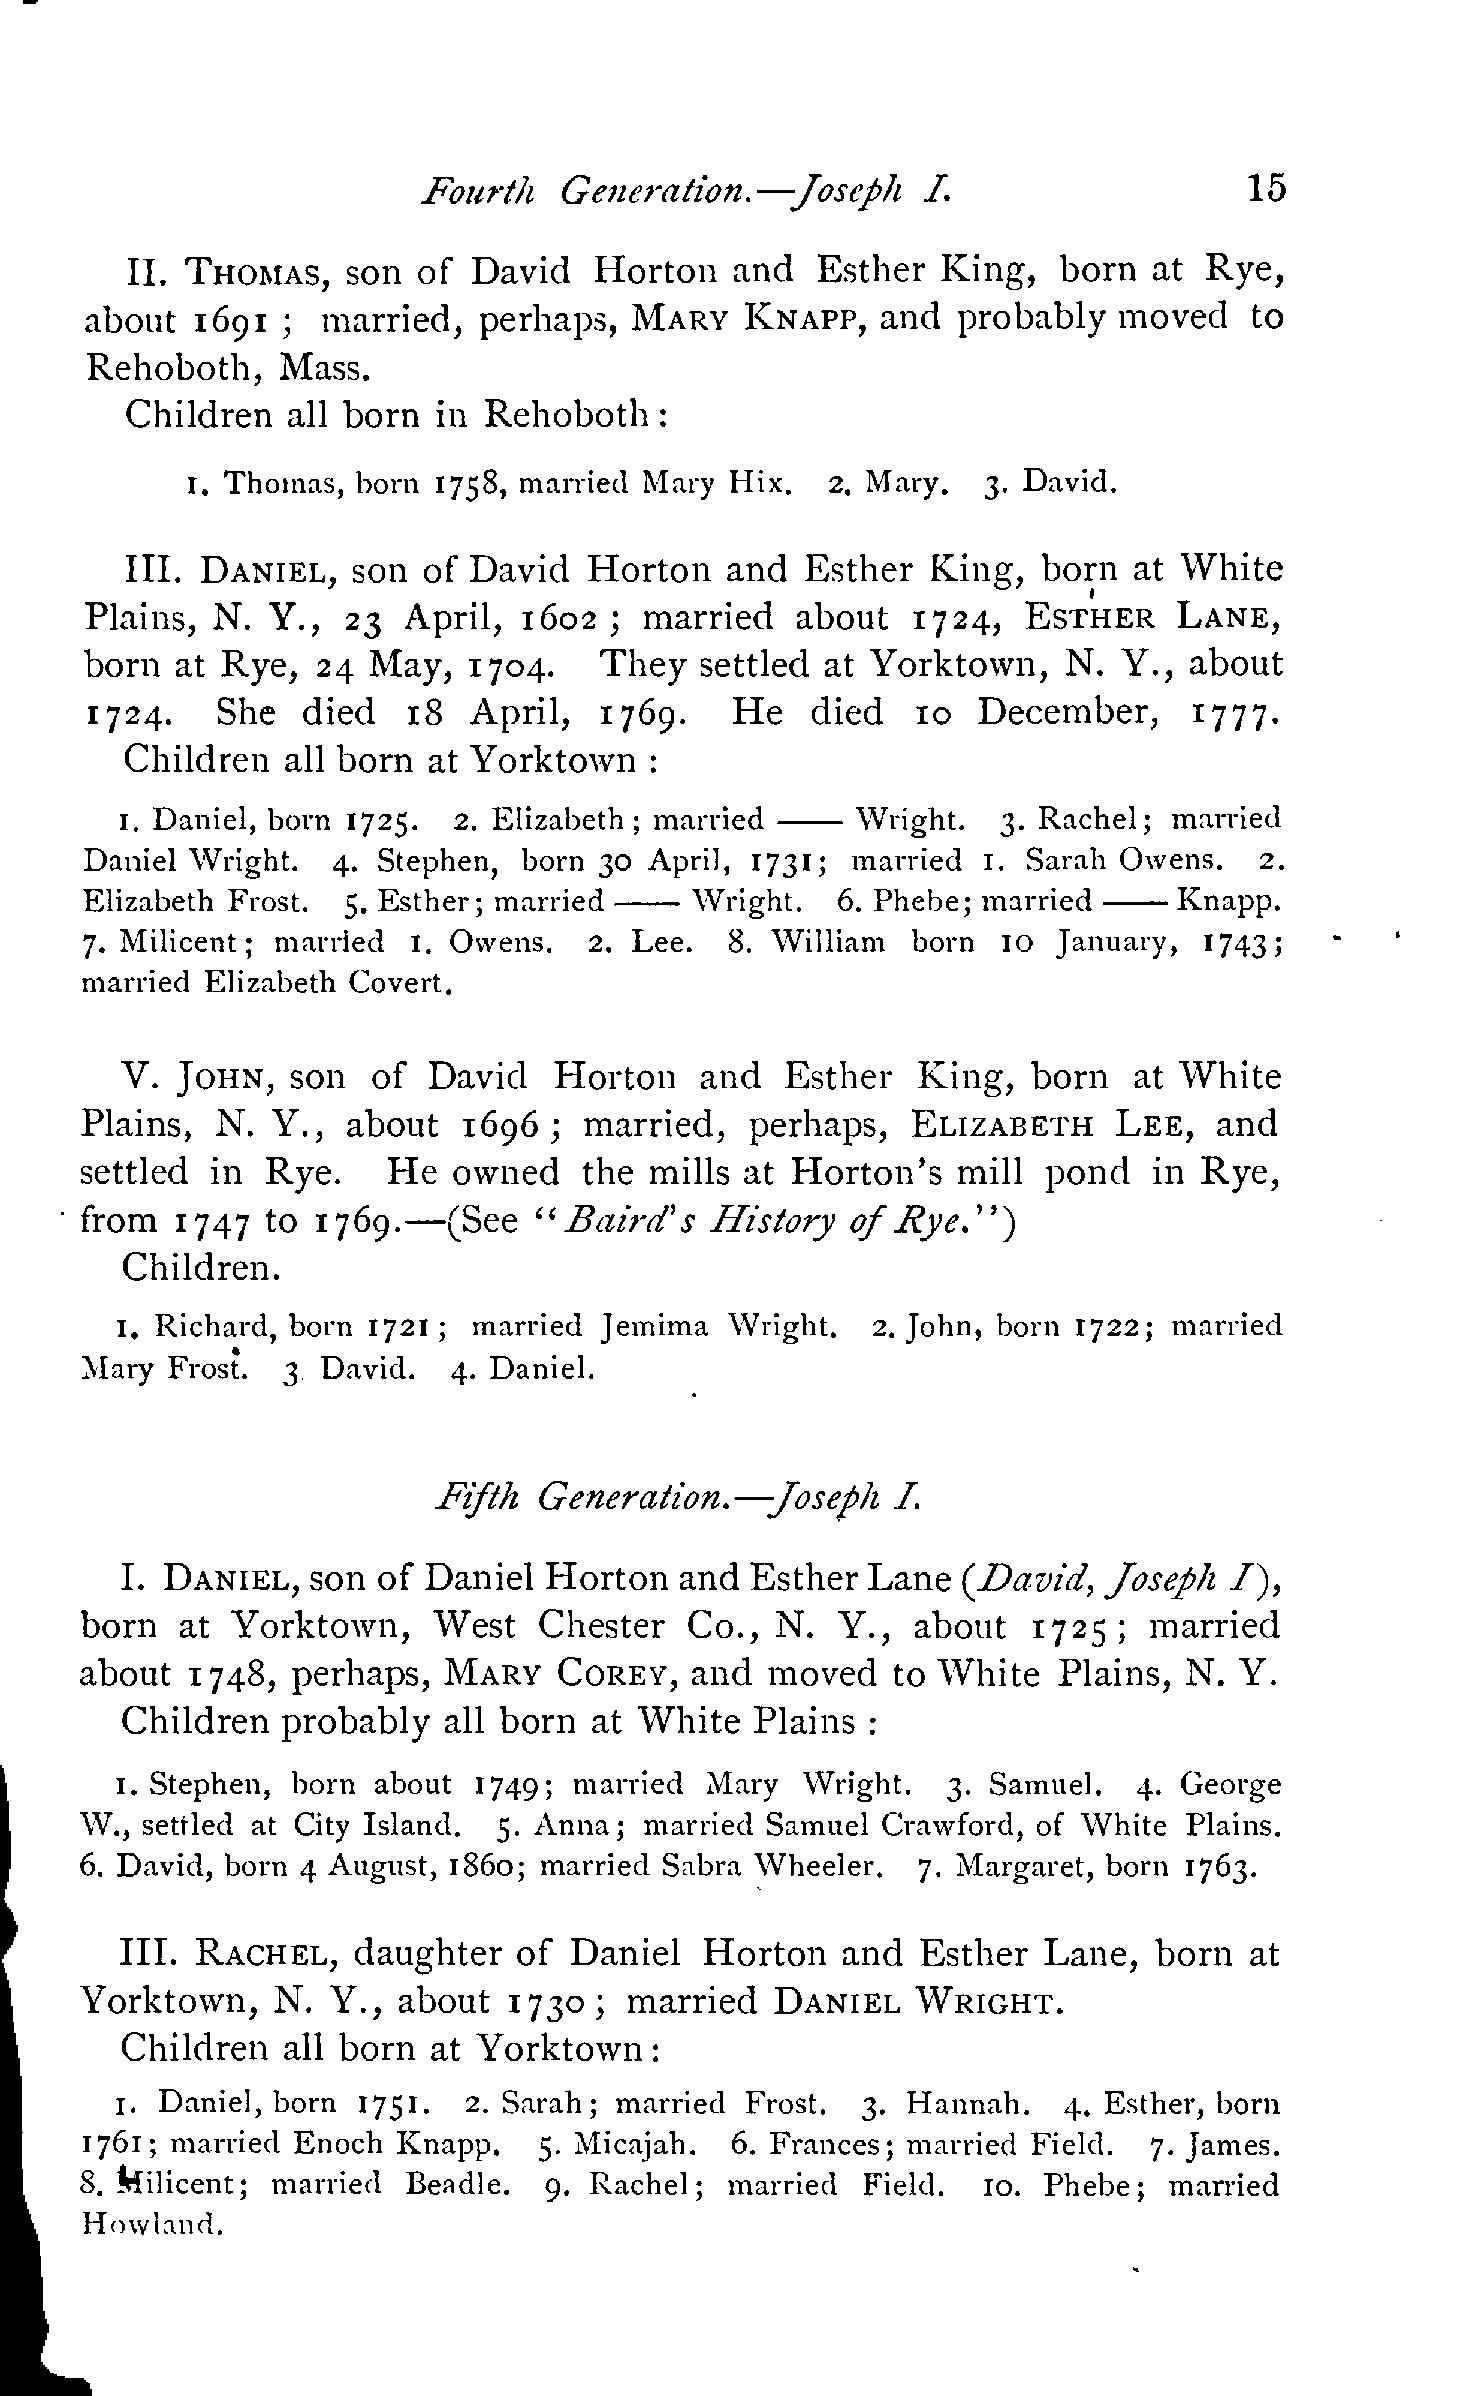 Fourth Generation.—Joseph I. 15
II. THOMAS, son of David Horton and Esther King, born at Rye,
about 1691 ; married, perhaps, MARY KNAPP, and probably moved to
Rehoboth, Mass.
Children all born in Rehoboth :
1. Thomas, born 1758, married Mary Hix. 2. Mary. 3. David.
III. DANIEL, son of David Horton and Esther King, born at White
Plains, N. Y., 23 April, 1602 ; married about 1724, ESTHER LANE,
born at Rye, 24 May, 1704. They settled at Yorktown, N. Y., about
1724. She died 18 April, 1769. He died 10 December, 1777.
Children all born at Yorktown :
1. Daniel, born 1725. 2. Elizabeth ; married —— Wright. 3. Rachel; married
Daniel Wright. 4. Stephen, born 30 April, 1731; married 1. Sarah Owens. 2.
Elizabeth Frost. 5. Esther; married —— Wright. 6. Phebe; married —— Knapp.
7. Milicent ; married 1. Owens. 2. Lee. 8. William born 10 January, 1743 ;
married Elizabeth Covert.
V. JOHN, son of David Horton and Esther King, born at White
Plains, N. Y., about 1696 ; married, perhaps, ELIZABETH LEE, and
settled in Rye. He owned the mills at Horton's mill pond in Rye,
from 1747 to 1769.—(See "Baird's History of Rye.")
Children.
1. Richard, born 1721 ; married Jemima Wright. 2. John, born 1722; married
Mary Frost. 3. David. 4. Daniel.
Fifth Generation.—Joseph I.
I. DANIEL, son of Daniel Horton and Esther Lane (David, Joseph I),
born at Yorktown, West Chester Co., N. Y., about 1725 ; married
about 1748, perhaps, MARY COREY, and moved to White Plains, N. Y.
Children probably all born at White Plains :
1. Stephen, born about 1749; married Mary Wright. 3. Samuel. 4. George
W., settled at City Island. 5. Anna; married Samuel Crawford, of White Plains.
6. David, born 4 August, 1860; married Sabra Wheeler. 7. Margaret, born 1763.
III. RACHEL, daughter of Daniel Horton and Esther Lane, born at
Yorktown, N. Y., about 1730 ; married DANIEL WRIGHT.
Children all born at Yorktown :
1. Daniel, born 1751. 2. Sarah; married Frost. 3. Hannah. 4. Esther, born
1761; married Enoch Knapp. 5. Micajah. 6. Frances; married Field. 7. James.
8. Milicent; married Beadle. 9. Rachel; married Field. 10. Phebe; married
Howland.